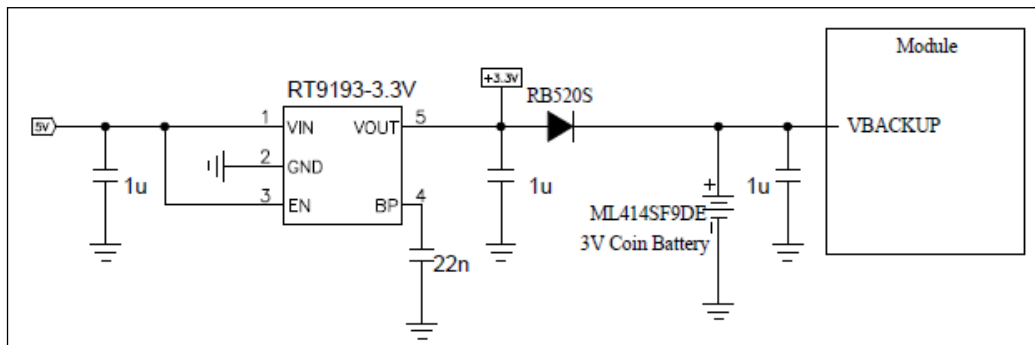 Module
RT9193-3.3V
+3.3V
RB520S
5V
1
VIN
VOUT
5
VBACKUP
2
GND
1u
3
EN
BP
4
1u
1u
ML414SF9DE
3V Coin Battery
22n